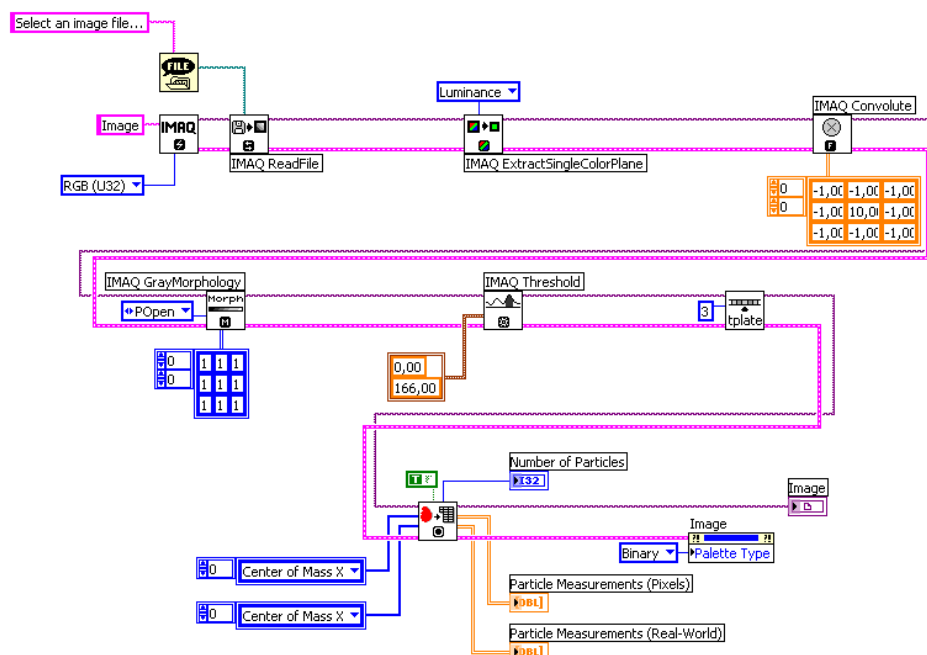 Select an image file...
FILE
Luminance
IMAQ Convolute
Image
IMAQ
IMAQ ReadFile
IMAQ ExtractSingleColorPlane
F
RGB (U32)
0
0
-1,00 -1,00 -1,00
-1,00 10,00 -1,00
-1,00 -1,00 -1,00
IMAQ GrayMorphology
IMAQ Threshold
Morph
POpen
M
3
tplate
0
0
1 1 1
1 1 1
1 1 1
0,00
166,00
Number of Particles
T F
I32
Image
Image
Binary
Palette Type
0
Center of Mass X
Particle Measurements (Pixels)
DBL]
0
Center of Mass X
Particle Measurements (Real-World)
DBL]